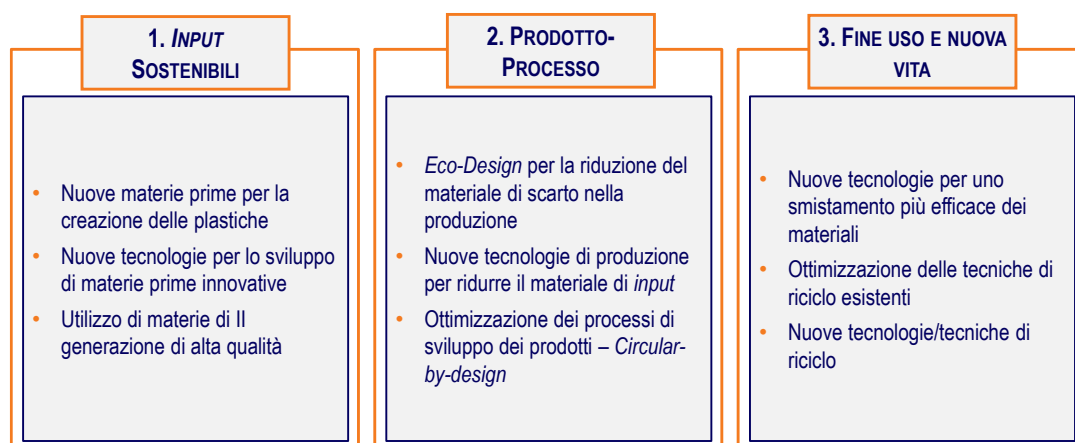 1. INPUT
SOSTENIBILI
• Nuove materie prime per la
creazione delle plastiche
• Nuove tecnologie per lo sviluppo
di materie prime innovative
• Utilizzo di materie di II
generazione di alta qualità
2. PRODOTTO-
PROCESSO
• Eco-Design per la riduzione del
materiale di scarto nella
produzione
• Nuove tecnologie di produzione
per ridurre il materiale di input
• Ottimizzazione dei processi di
sviluppo dei prodotti – Circular-
by-design
3. FINE USO E NUOVA
VITA
• Nuove tecnologie per uno
smistamento più efficace dei
materiali
• Ottimizzazione delle tecniche di
riciclo esistenti
• Nuove tecnologie/tecniche di
riciclo